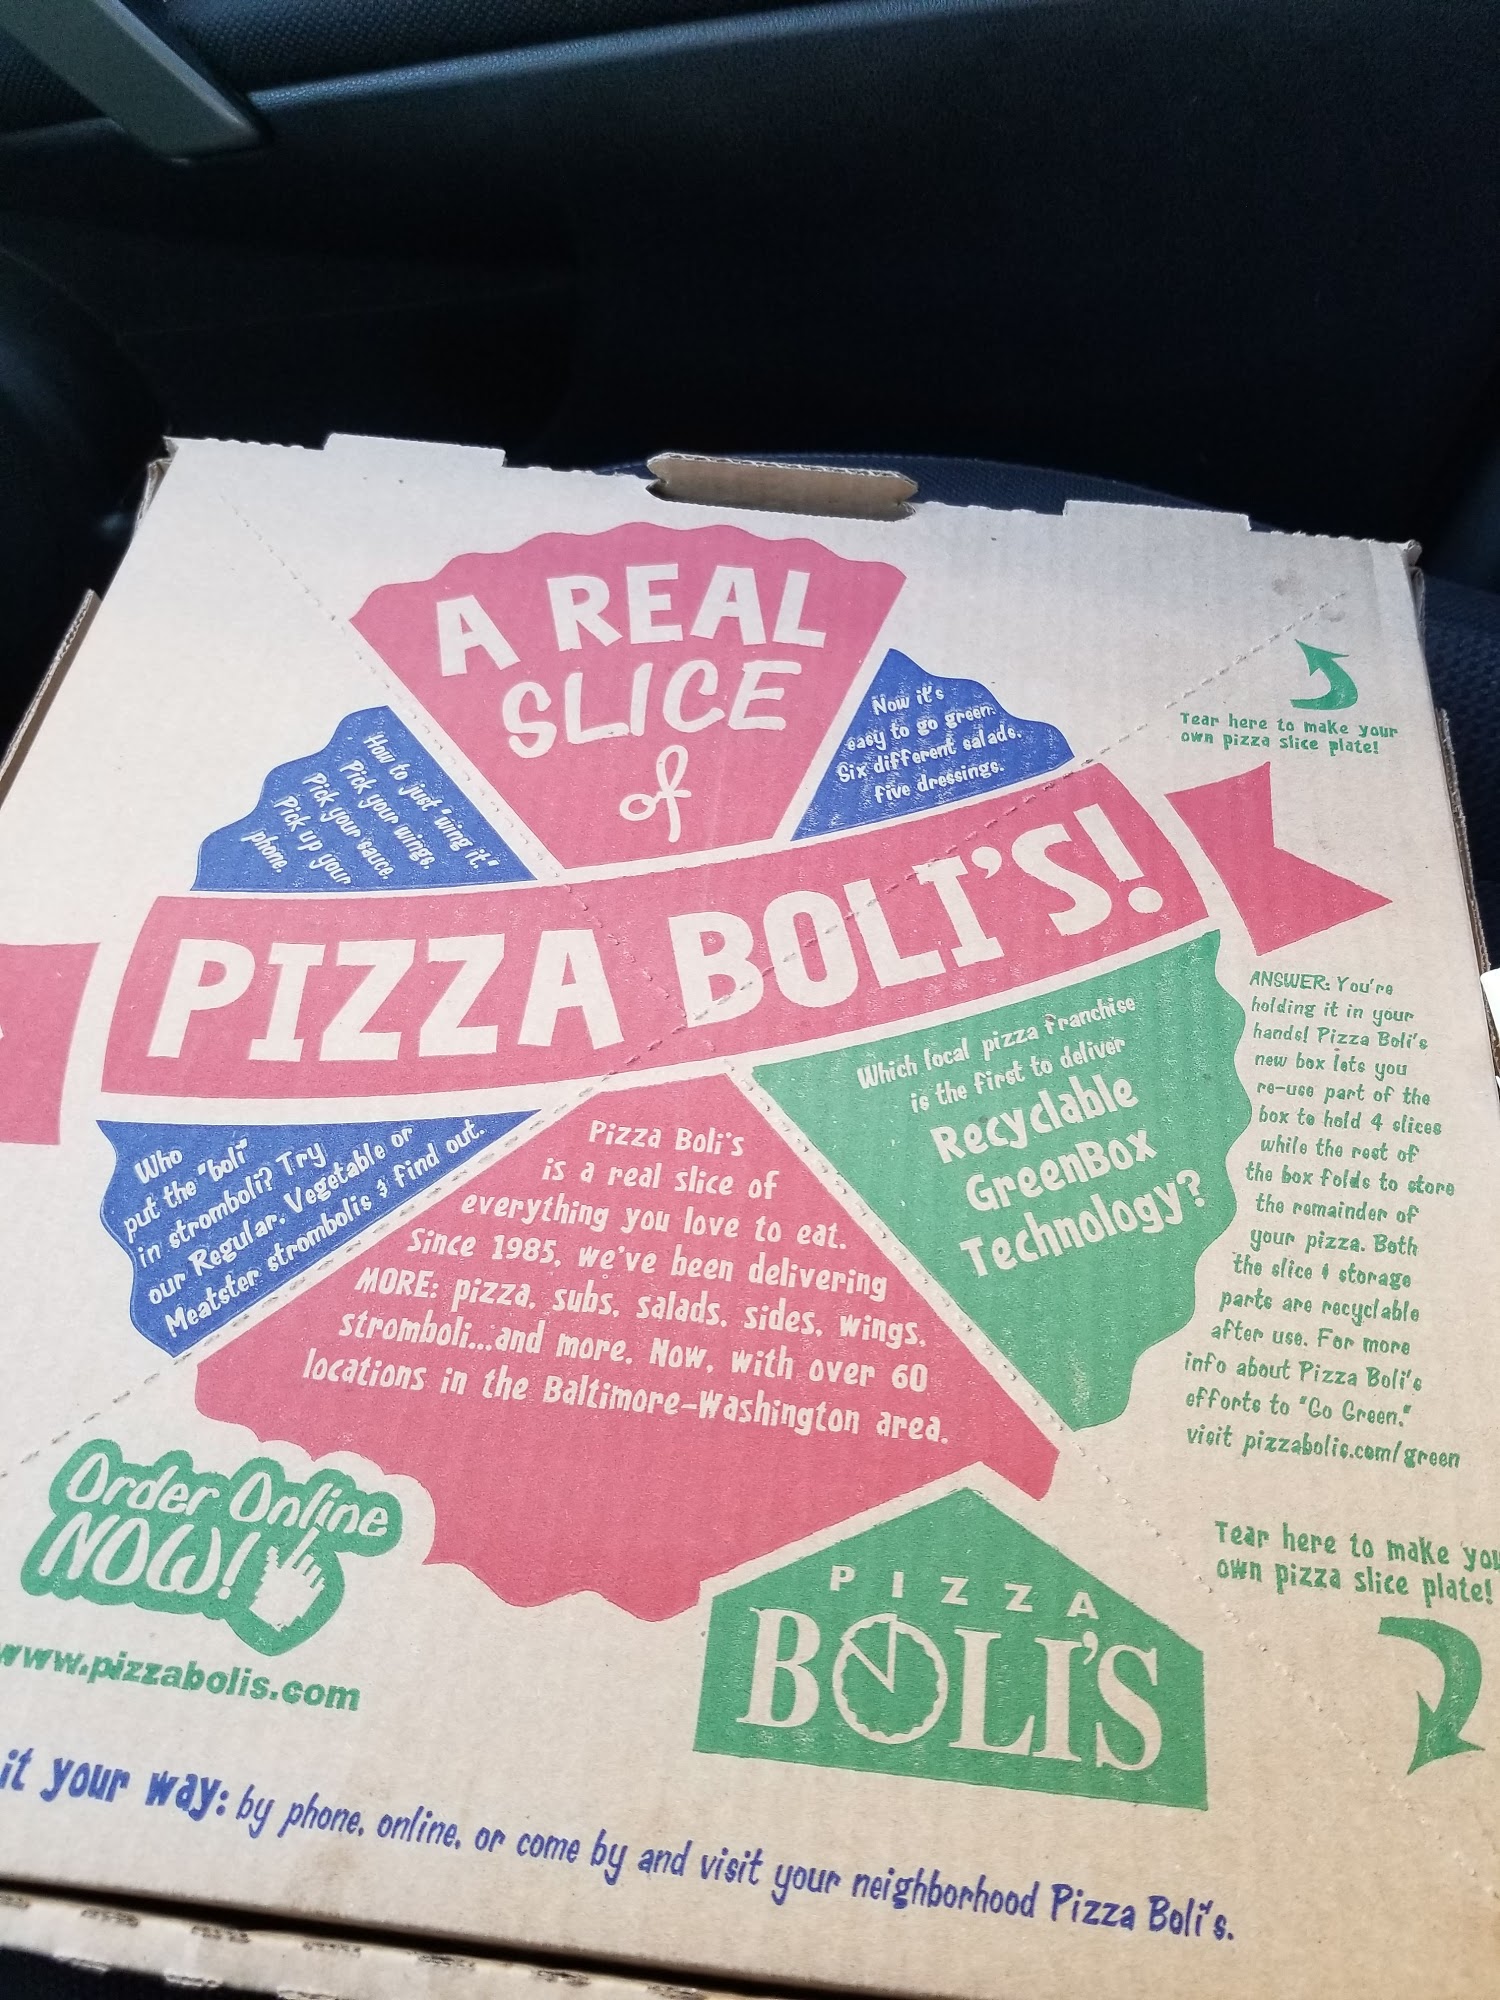 A REAL
SLICE
of
PIZZA BOLI'S!
How to just "wing it."
Pick your wings.
Pick your sauce.
Pick up your
phone.
Now it's
easy to go green.
Six different salads.
five dressings.
Tear here to make your
own pizza slice plate!
Who
put the "boli"
in stromboli? Try
our Regular, Vegetable or
Meatster strombolis & find out.
Pizza Boli's
is a real slice of
everything you love to eat.
Since 1985, we've been delivering
MORE: pizza, subs, salads, sides, wings,
stromboli...and more. Now, with over 60
locations in the Baltimore-Washington area.
Which local pizza franchise
is the first to deliver
Recyclable
GreenBox
Technology?
ANSWER: You're
holding it in your
hands! Pizza Boli's
new box lets you
re-use part of the
box to hold 4 slices
while the rest of
the box folds to store
the remainder of
your pizza. Both
the slice & storage
parts are recyclable
after use. For more
info about Pizza Boli's
efforts to "Go Green,"
visit pizzabolis.com/green
Order Online
NOW!
www.pizzabolis.com
PIZZA
BOLI'S
Tear here to make you
own pizza slice plate!
it your way: by phone, online, or come by and visit your neighborhood Pizza Boli's.